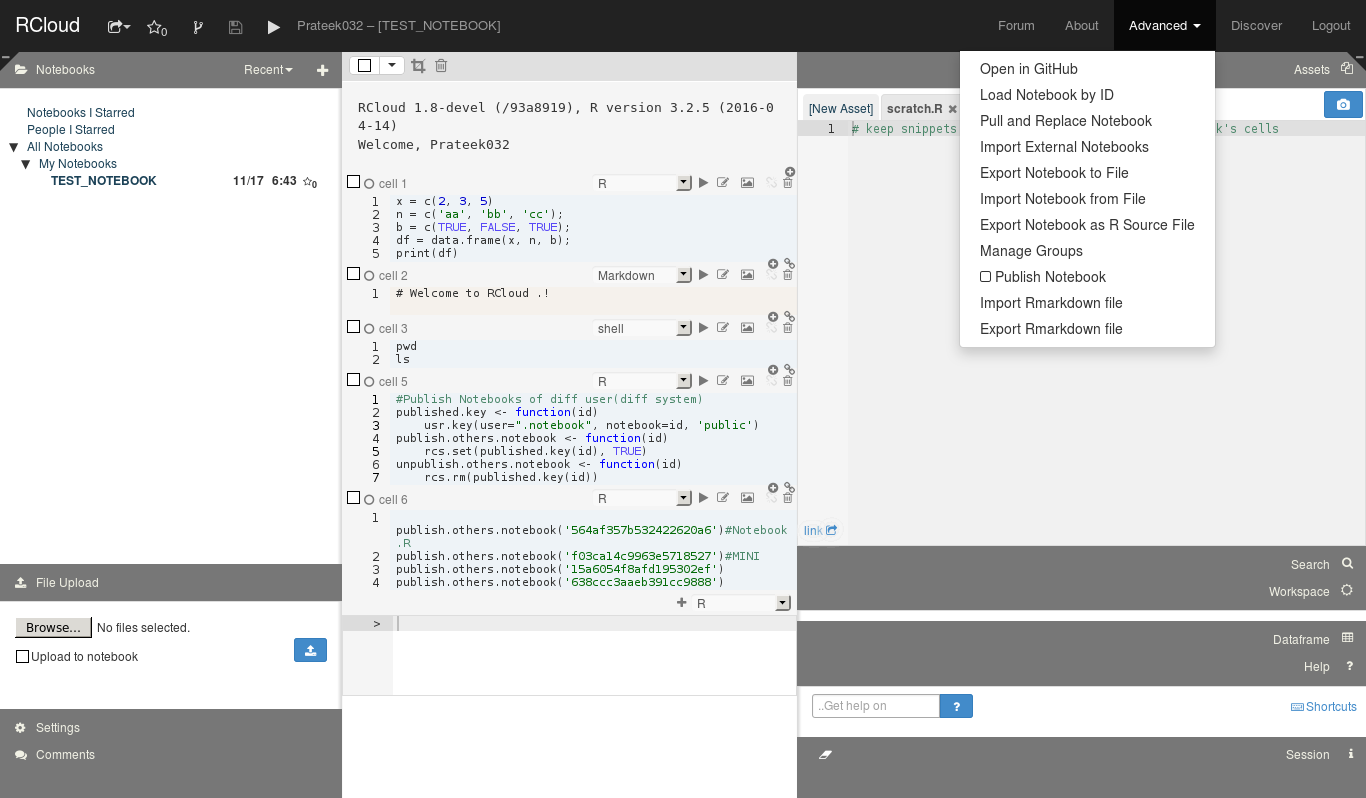 RCloud
0
Prateek032 – [TEST_NOTEBOOK]
Forum
About
Advanced
Discover
Logout
Notebooks
Recent
Notebooks I Starred
People I Starred
All Notebooks
My Notebooks
TEST_NOTEBOOK 11/17 6:43 0
File Upload
Browse... No files selected.
Upload to notebook
Settings
Comments
RCloud 1.8-devel (/93a8919), R version 3.2.5 (2016-0
4-14)
Welcome, Prateek032
cell 1 R
1 x = c(2, 3, 5)
2 n = c('aa', 'bb', 'cc');
3 b = c(TRUE, FALSE, TRUE);
4 df = data.frame(x, n, b);
5 print(df)
cell 2 Markdown
1 # Welcome to RCloud .!
cell 3 shell
1 pwd
2 ls
cell 5 R
1 #Publish Notebooks of diff user(diff system)
2 published.key <- function(id)
3     usr.key(user=".notebook", notebook=id, 'public')
4 publish.others.notebook <- function(id)
5     rcs.set(published.key(id), TRUE)
6 unpublish.others.notebook <- function(id)
7     rcs.rm(published.key(id))
cell 6 R
1
publish.others.notebook('564af357b532422620a6')#Notebook
.R
2 publish.others.notebook('f03ca14c9963e5718527')#MINI
3 publish.others.notebook('15a6054f8afd195302ef')
4 publish.others.notebook('638ccc3aaeb391cc9888')
+ R
>
Open in GitHub
Load Notebook by ID
Pull and Replace Notebook
Import External Notebooks
Export Notebook to File
Import Notebook from File
Export Notebook as R Source File
Manage Groups
Publish Notebook
Import Rmarkdown file
Export Rmarkdown file
Assets
[New Asset] scratch.R
1 # keep snippets k's cells
link
Search
Workspace
Dataframe
Help ?
..Get help on ? Shortcuts
Session i